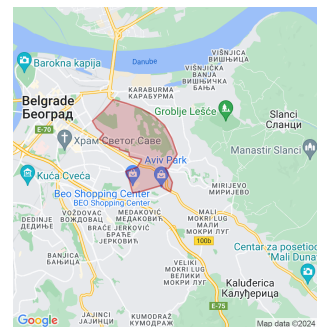 VIŠNJICA
ВИШЊИЦА
Barokna kapija
Danube
VIŠNJIČKA
BANJA
ВИШЊИЧКА
БАЊА
KARABURMA
КАРАБУРМА
Belgrade
Београд
Groblje Lešće
Slanci
Сланци
E-70
Храм Светог Саве
Manastir Slanački
Aviv Park
Kuća Cveća
Beo Shopping Center
BEO Shopping Center
E-75
MIRIJEVO
МИРИЈЕВО
DEDINJE
ДЕДИЊЕ
VOŽDOVAC
ВОЖДОВАЦ
MEDAKOVIĆ
МЕДАКОВИЋ
MALI
MOKRI LUG
МАЛИ
МОКРИ ЛУГ
BRAĆE JERKOVIĆ
БРАЋЕ
ЈЕРКОВИЋ
100b
Centar za posetioc
"Mali Duna
BANJICA
БАЊИЦА
VELIKI
MOKRI LUG
ВЕЛИКИ
МОКРИ ЛУГ
Kaluđerica
Калуђерица
JAJINCI
ЈАЈИНЦИ
KUMODRAŽ
КУМОДРАЖ
Google
Map data ©2024